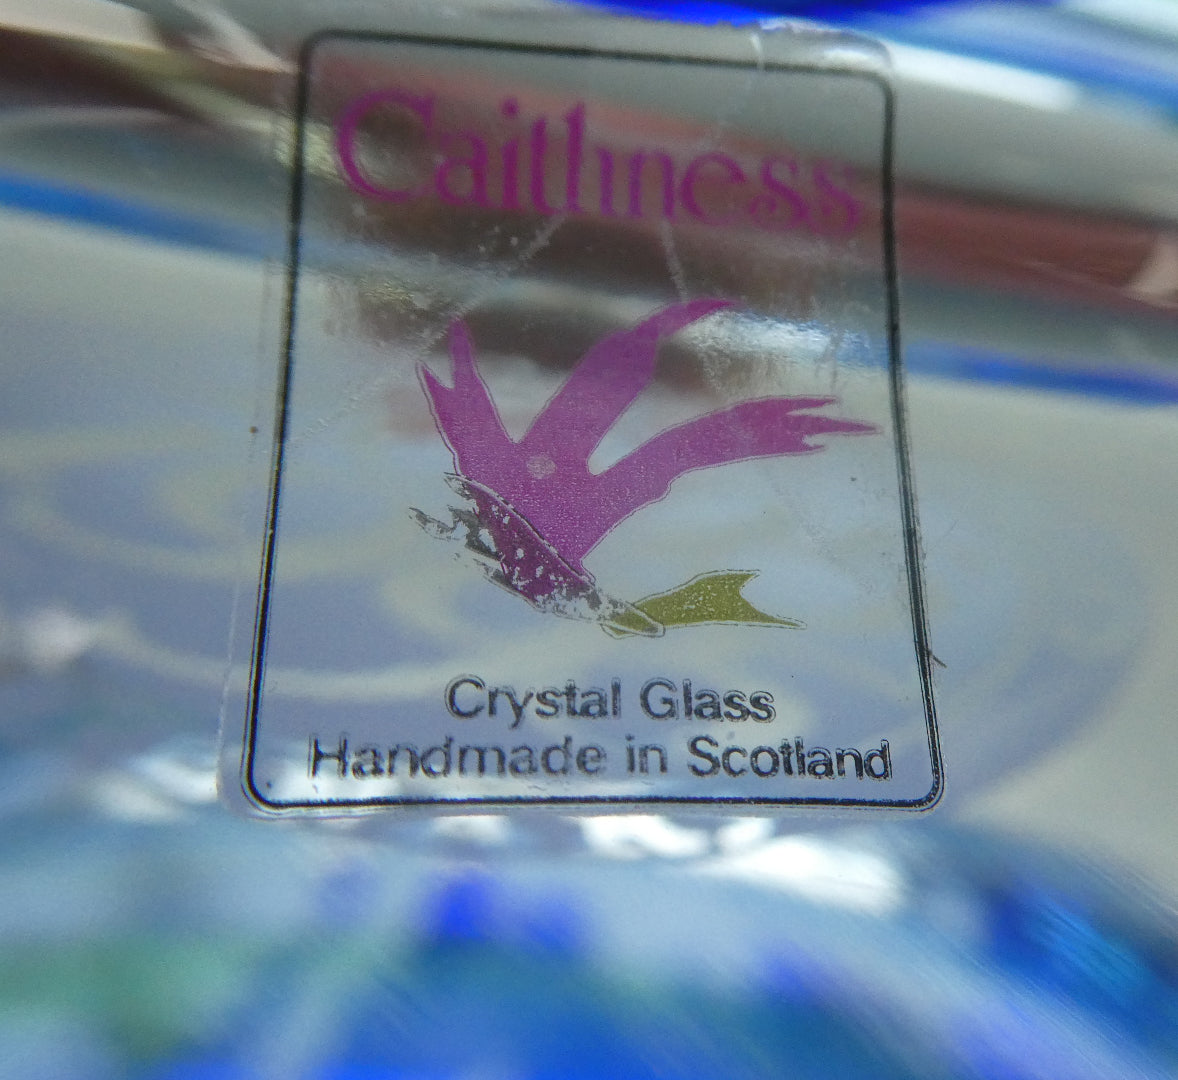 Caithness
Crystal Glass
Handmade in Scotland